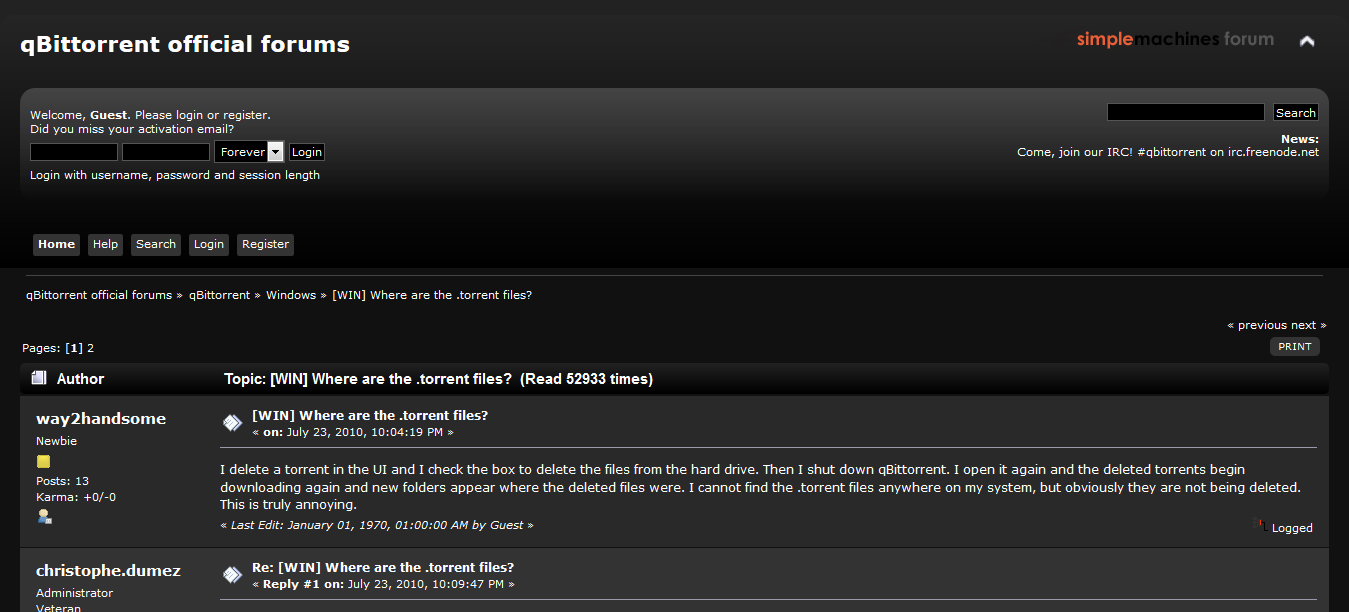 qBittorrent official forums
simplemachines forum
Welcome, Guest. Please login or register.
Did you miss your activation email?
Forever Login
Login with username, password and session length
Search
News:
Come, join our IRC! #qbittorrent on irc.freenode.net
Home Help Search Login Register
qBittorrent official forums » qBittorrent » Windows » [WIN] Where are the .torrent files?
« previous next »
Pages: [1] 2
PRINT
Author Topic: [WIN] Where are the .torrent files? (Read 52933 times)
way2handsome
Newbie
Posts: 13
Karma: +0/-0
[WIN] Where are the .torrent files?
« on: July 23, 2010, 10:04:19 PM »
I delete a torrent in the UI and I check the box to delete the files from the hard drive. Then I shut down qBittorrent. I open it again and the deleted torrents begin
downloading again and new folders appear where the deleted files were. I cannot find the .torrent files anywhere on my system, but obviously they are not being deleted.
This is truly annoying.
« Last Edit: January 01, 1970, 01:00:00 AM by Guest »
Logged
christophe.dumez
Administrator
Veteran
Re: [WIN] Where are the .torrent files?
« Reply #1 on: July 23, 2010, 10:09:47 PM »